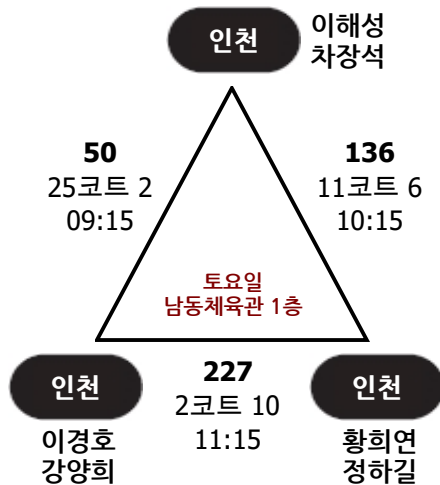 인천
이해성
차장석
50
25코트 2
09:15
136
11코트 6
10:15
토요일
남동체육관 1층
인천
이경호
강양희
227
2코트 10
11:15
인천
황희연
정하길